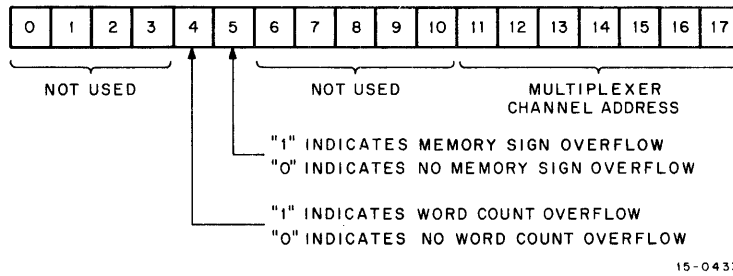 0 1 2 3 4 5 6 7 8 9 10 11 12 13 14 15 16 17
NOT USED NOT USED MULTIPLEXER
CHANNEL ADDRESS
"1" INDICATES MEMORY SIGN OVERFLOW
"0" INDICATES NO MEMORY SIGN OVERFLOW
"1" INDICATES WORD COUNT OVERFLOW
"0" INDICATES NO WORD COUNT OVERFLOW